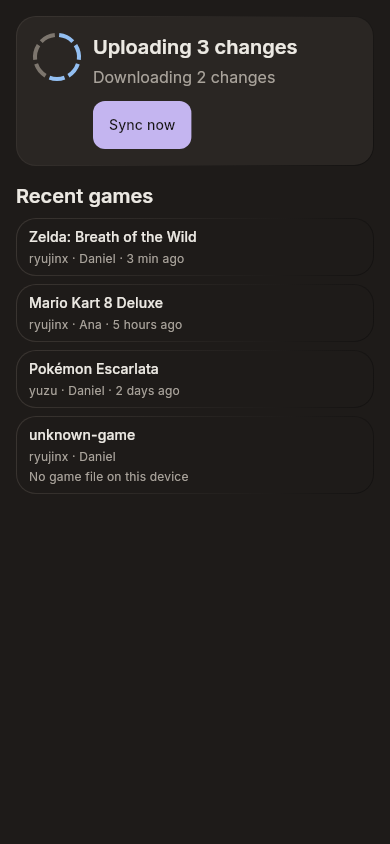 Uploading 3 changes
Downloading 2 changes
Sync now
Recent games
Zelda: Breath of the Wild
ryujinx · Daniel · 3 min ago
Mario Kart 8 Deluxe
ryujinx · Ana · 5 hours ago
Pokémon Escarlata
yuzu · Daniel · 2 days ago
unknown-game
ryujinx · Daniel
No game file on this device